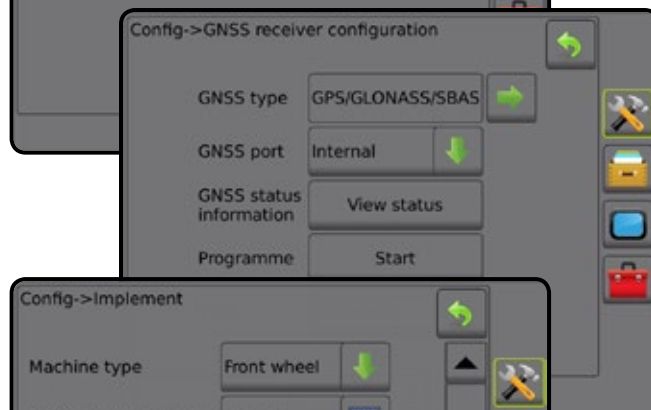 Config->GNSS receiver configuration
GNSS type GPS/GLONASS/SBAS
GNSS port Internal
GNSS status information View status
Programme Start
Config->Implement
Machine type Front wheel